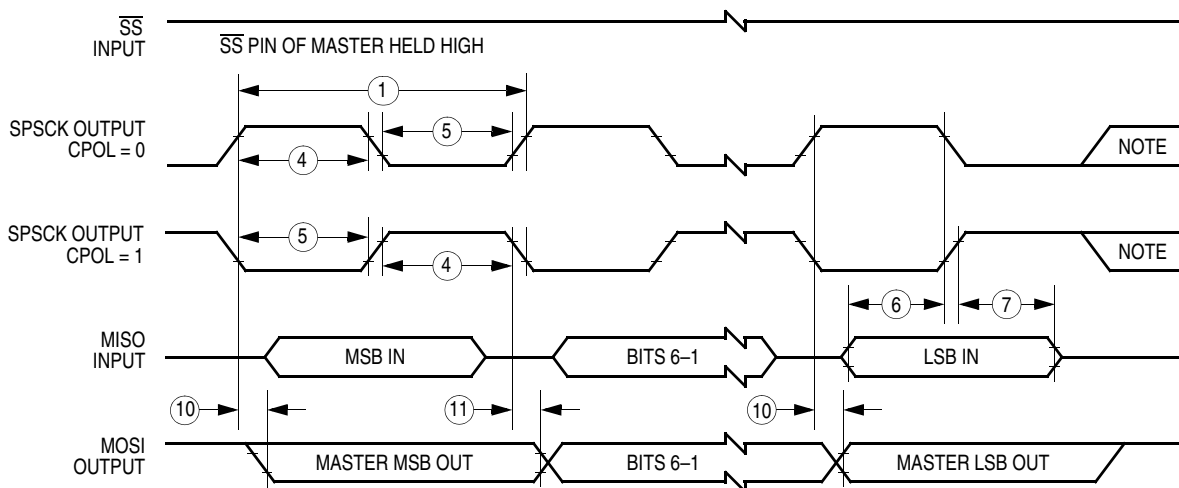 SS
INPUT
SS PIN OF MASTER HELD HIGH
1
SPSCK OUTPUT
CPOL = 0
5
4
NOTE
SPSCK OUTPUT
CPOL = 1
5
4
NOTE
6
7
MISO
INPUT
MSB IN
BITS 6–1
LSB IN
10
11
10
MOSI
OUTPUT
MASTER MSB OUT
BITS 6–1
MASTER LSB OUT